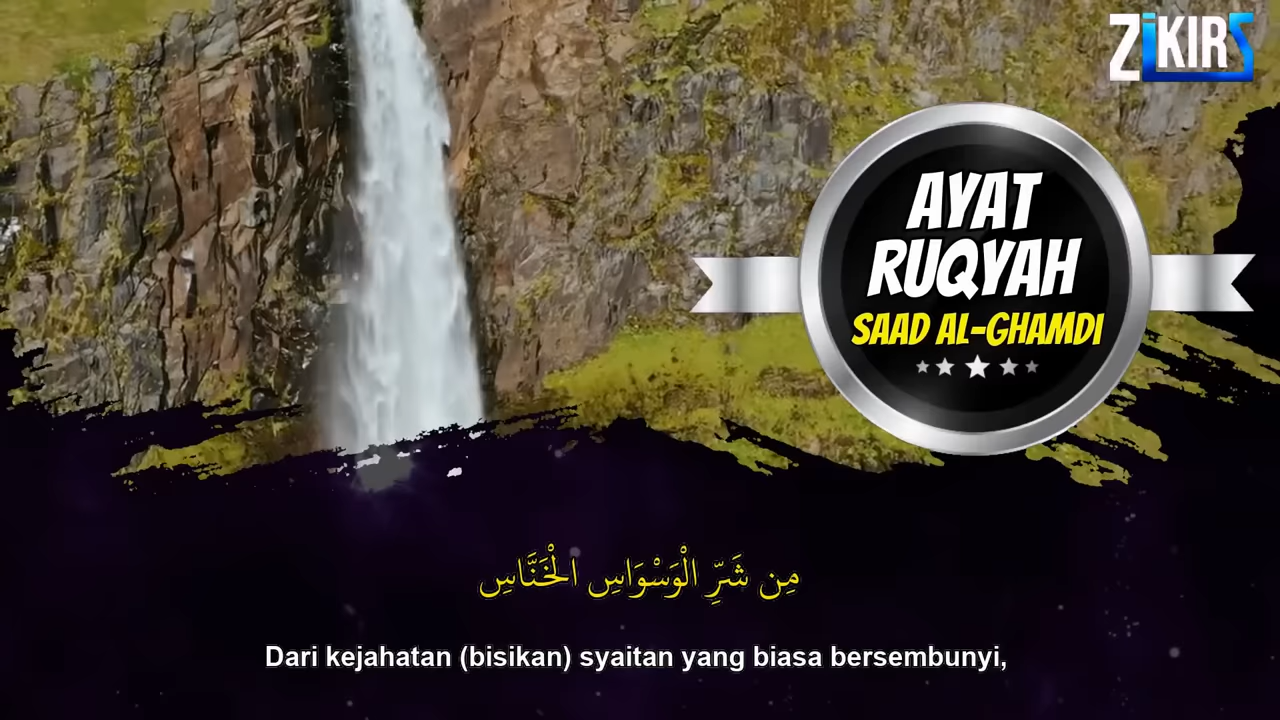 ZiKIRS
AYAT
RUQYAH
SAAD AL-GHAMDI
مِن شَرِّ الْوَسْوَاسِ الْخَنَّاسِ
Dari kejahatan (bisikan) syaitan yang biasa bersembunyi,